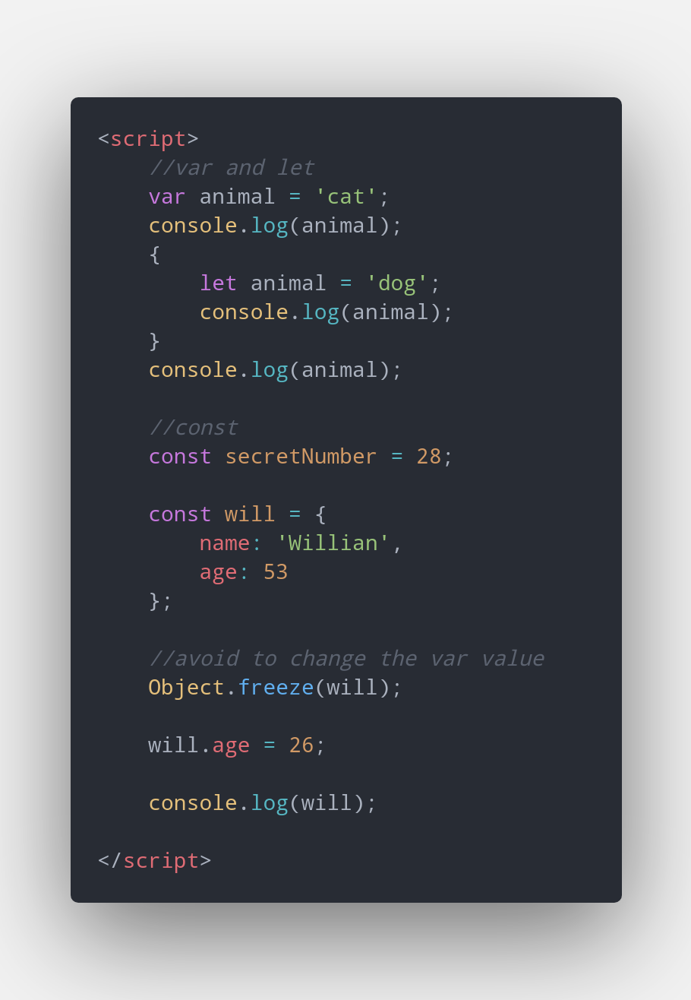 <script>
    //var and let
    var animal = 'cat';
    console.log(animal);
    {
        let animal = 'dog';
        console.log(animal);
    }
    console.log(animal);

    //const
    const secretNumber = 28;

    const will = {
        name: 'Willian',
        age: 53
    };

    //avoid to change the var value
    Object.freeze(will);

    will.age = 26;

    console.log(will);

</script>